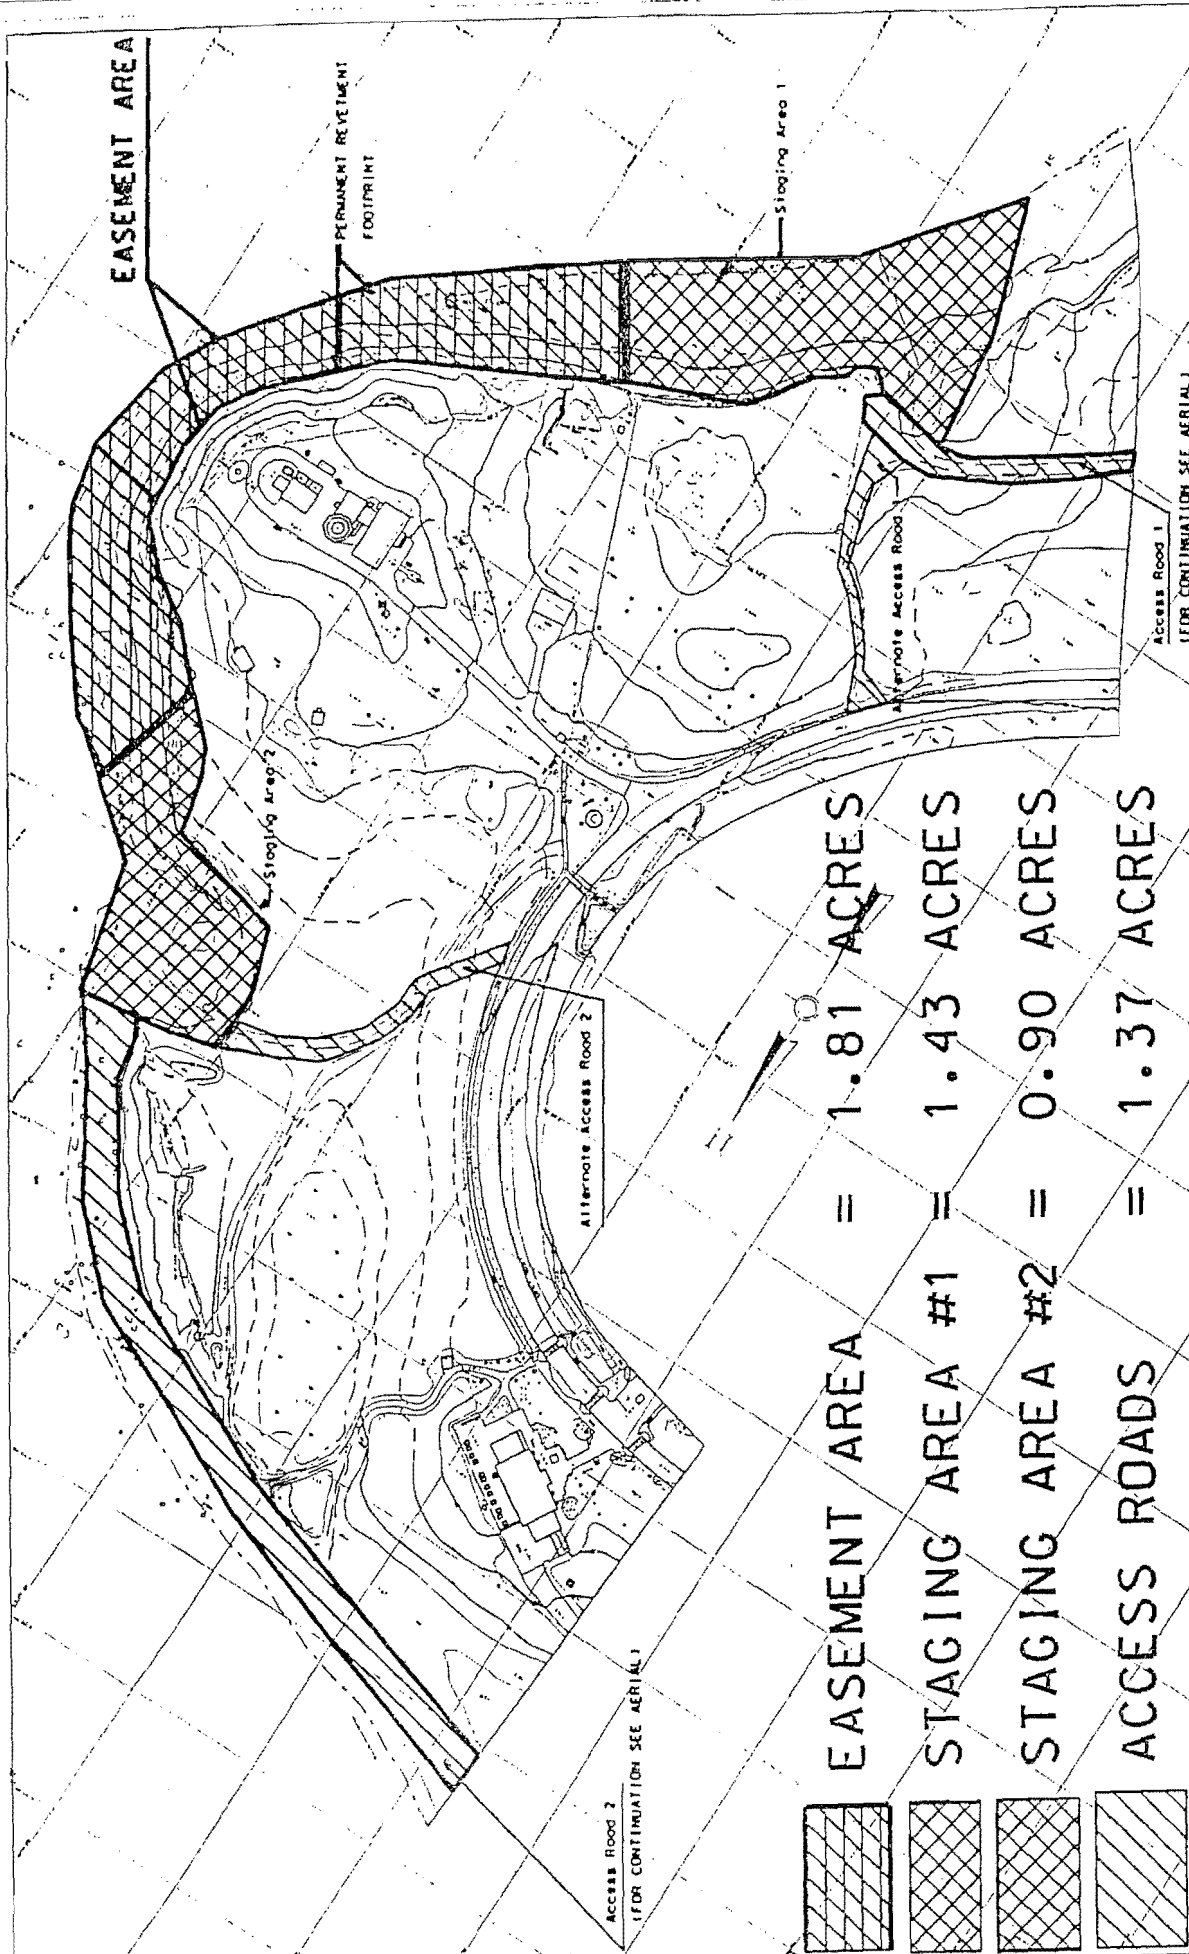 EASEMENT AREA
PERMANENT REVETMENT
FOOTPRINT
Staging Area 1
Staging Area 2
Alternate Access Road 1
Access Road 1
(FOR CONTINUATION SEE AERIAL)
Alternate Access Road 2
Access Road 2
(FOR CONTINUATION SEE AERIAL)
EASEMENT AREA = 1.81 ACRES
STAGING AREA #1 = 1.43 ACRES
STAGING AREA #2 = 0.90 ACRES
ACCESS ROADS = 1.37 ACRES